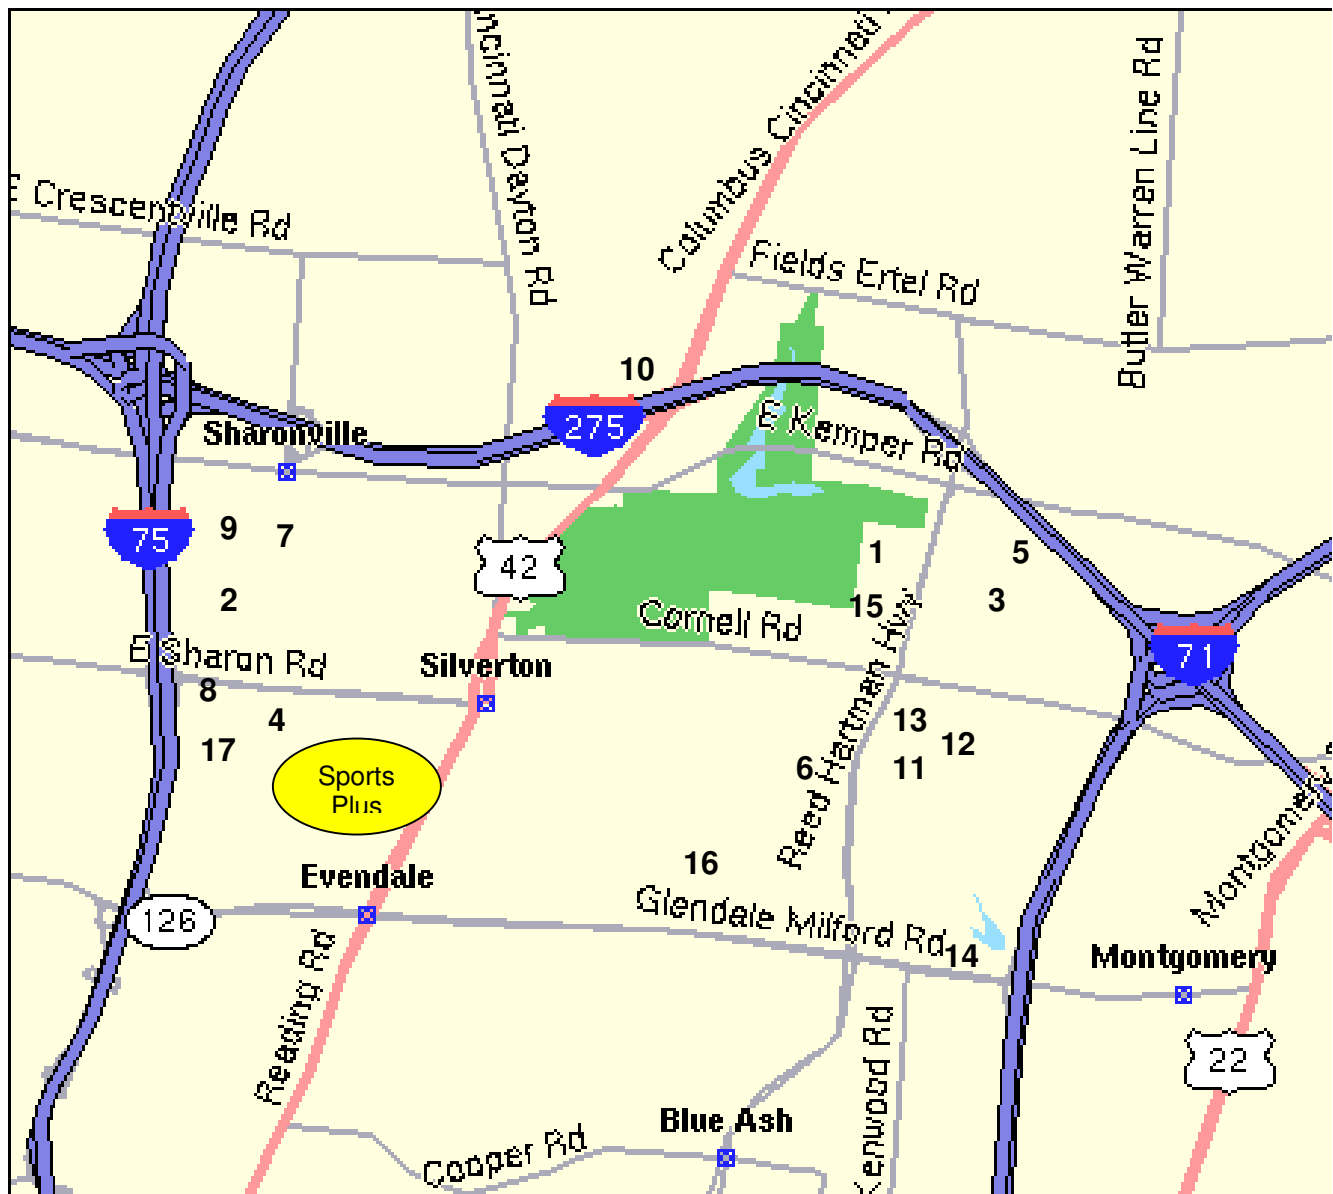 ncinnati Dayton Rd
Columbus Cincinnati
Butler Warren Line Rd
E Crescentville Rd
Fields Ertel Rd
10
275
E Kemper Rd
Sharonville
75
9
7
42
1
5
2
15
3
Cornell Rd
E Sharon Rd
Silverton
71
8
4
13
17
12
Sports
Plus
6
11
Reed Hartman Hwy
Montgomery
16
Evendale
126
Glendale Milford Rd
14
Montgomery
Reading Rd
Kenwood Rd
22
Blue Ash
Cooper Rd